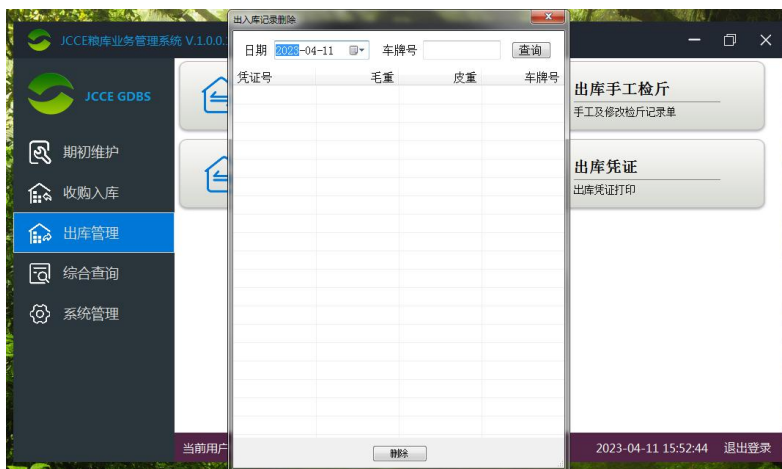 出入库记录删除
JCCE粮库业务管理系统 V.1.0.0.
日期 2023-04-11 车牌号 查询
凭证号 毛重 皮重 车牌号
JCCE GDBS
出库手工检斤
手工及修改检斤记录单
期初维护
收购入库
出库凭证
出库凭证打印
出库管理
综合查询
系统管理
当前用户
删除
2023-04-11 15:52:44 退出登录